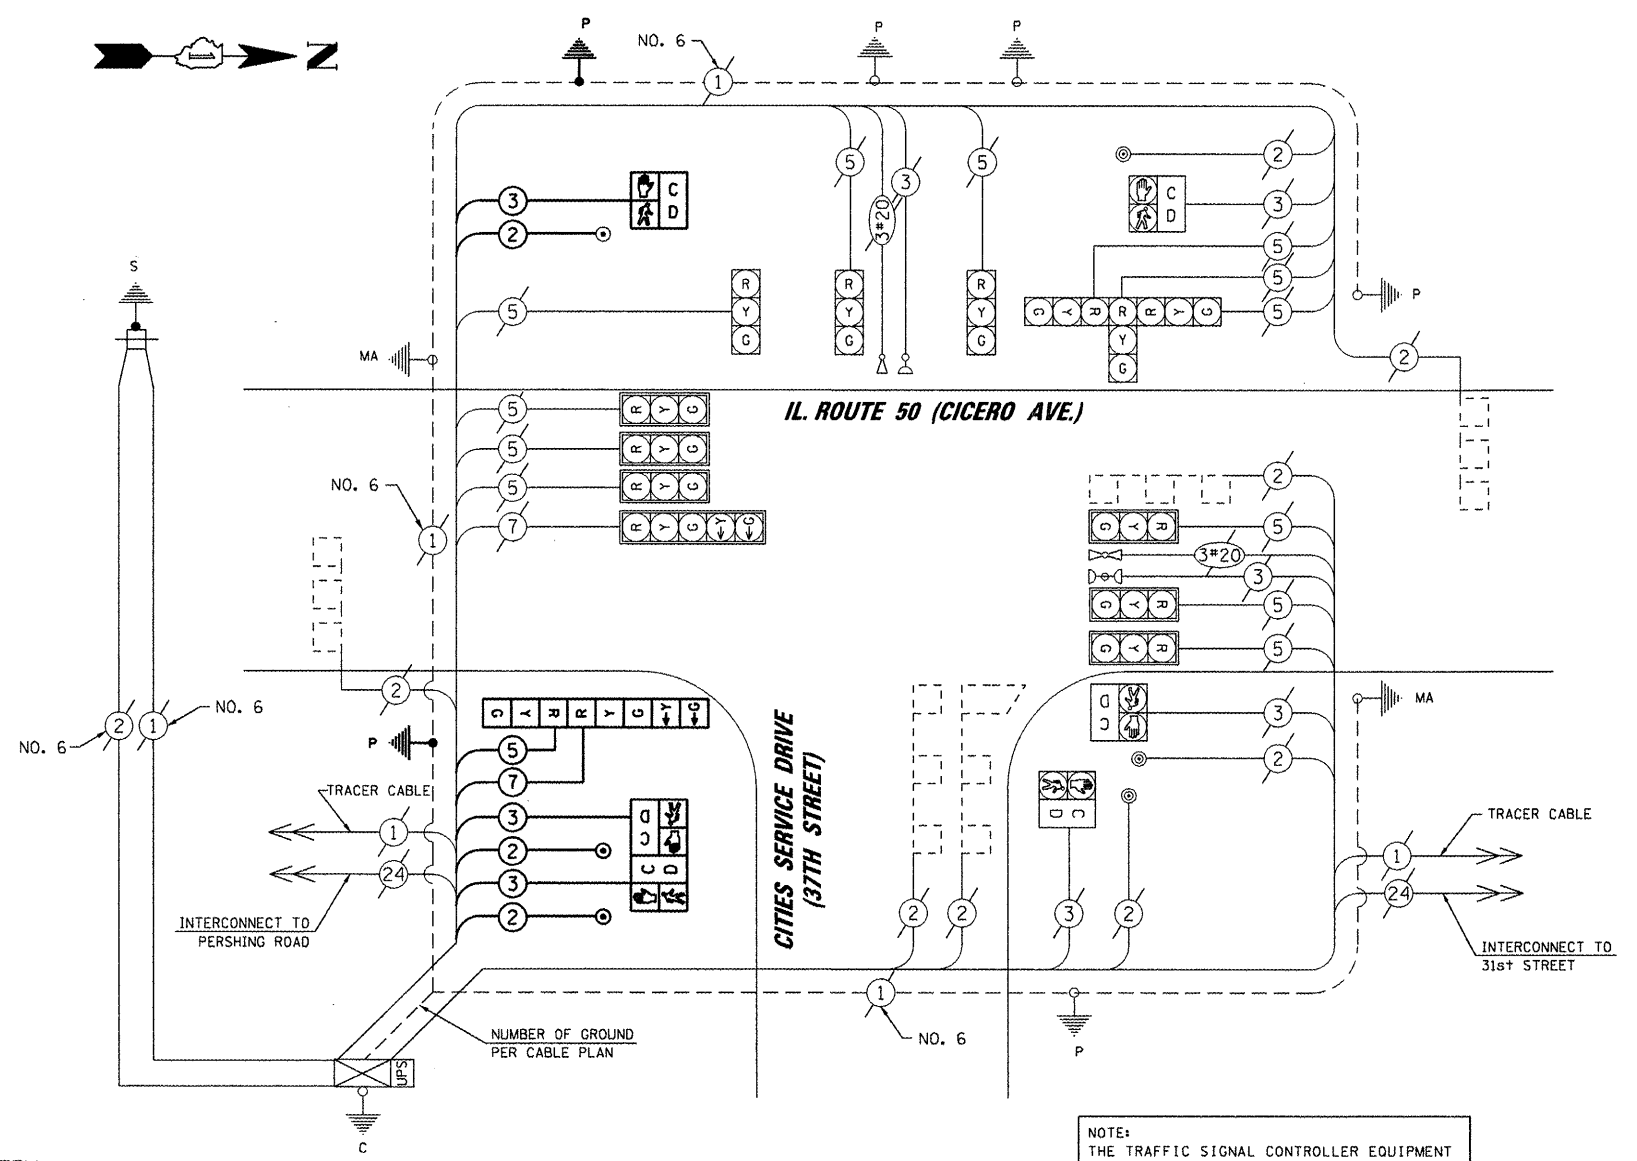 N
P
NO. 6
1
P
P
5
3
3#20
5
2
C
D
3
5
5
5
3
C
D
2
5
R
Y
G
R
Y
G
R
Y
G
G Y R R R Y G
Y
G
P
2
S
MA
IL. ROUTE 50 (CICERO AVE.)
5
R Y G
5
R Y G
5
R Y G
7
R Y G ←Y ←G
NO. 6
1
2
5
G Y R
3#20
3
5
G Y R
5
G Y R
2
NO. 6
2
1
NO. 6
P
G Y R R Y G ←Y ←G
5
7
3
D
C
2
C D
3
2
TRACER CABLE
1
24
INTERCONNECT TO
PERSHING ROAD
CITIES SERVICE DRIVE
(37TH STREET)
D
C
3
2
MA
C
D
2
2
3
2
TRACER CABLE
1
24
INTERCONNECT TO
31st STREET
1
NO. 6
P
NUMBER OF GROUND
PER CABLE PLAN
UPS
C
NOTE:
THE TRAFFIC SIGNAL CONTROLLER EQUIPMENT